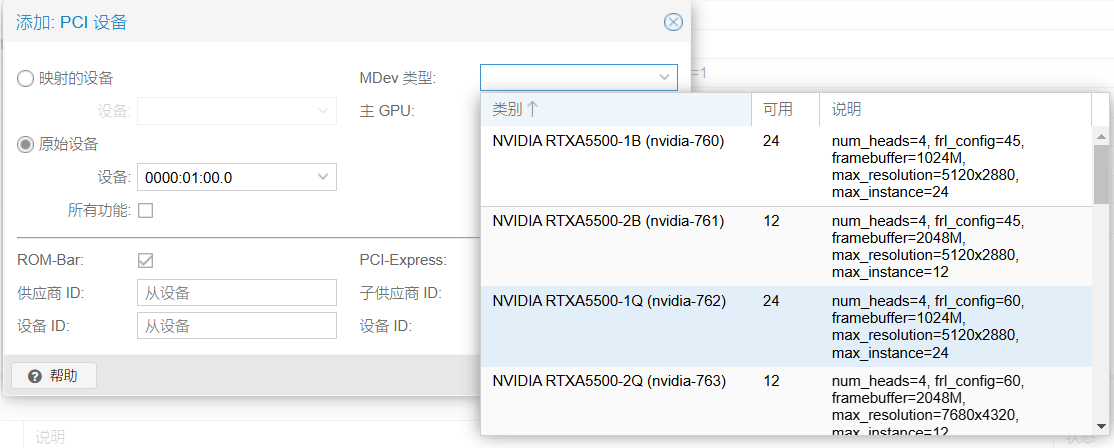 添加: PCI 设备
映射的设备
设备:
原始设备
设备: 0000:01:00.0
所有功能:
MDev 类型:
主 GPU:
=1
ROM-Bar:
PCI-Express:
供应商 ID: 从设备
子供应商 ID:
设备 ID: 从设备
设备 ID:
帮助
类别 可用 说明
NVIDIA RTXA5500-1B (nvidia-760) 24 num_heads=4, frl_config=45,
framebuffer=1024M,
max_resolution=5120x2880,
max_instance=24
NVIDIA RTXA5500-2B (nvidia-761) 12 num_heads=4, frl_config=45,
framebuffer=2048M,
max_resolution=5120x2880,
max_instance=12
NVIDIA RTXA5500-1Q (nvidia-762) 24 num_heads=4, frl_config=60,
framebuffer=1024M,
max_resolution=5120x2880,
max_instance=24
NVIDIA RTXA5500-2Q (nvidia-763) 12 num_heads=4, frl_config=60,
framebuffer=2048M,
max_resolution=7680x4320,
max_instance=12
说明
状态